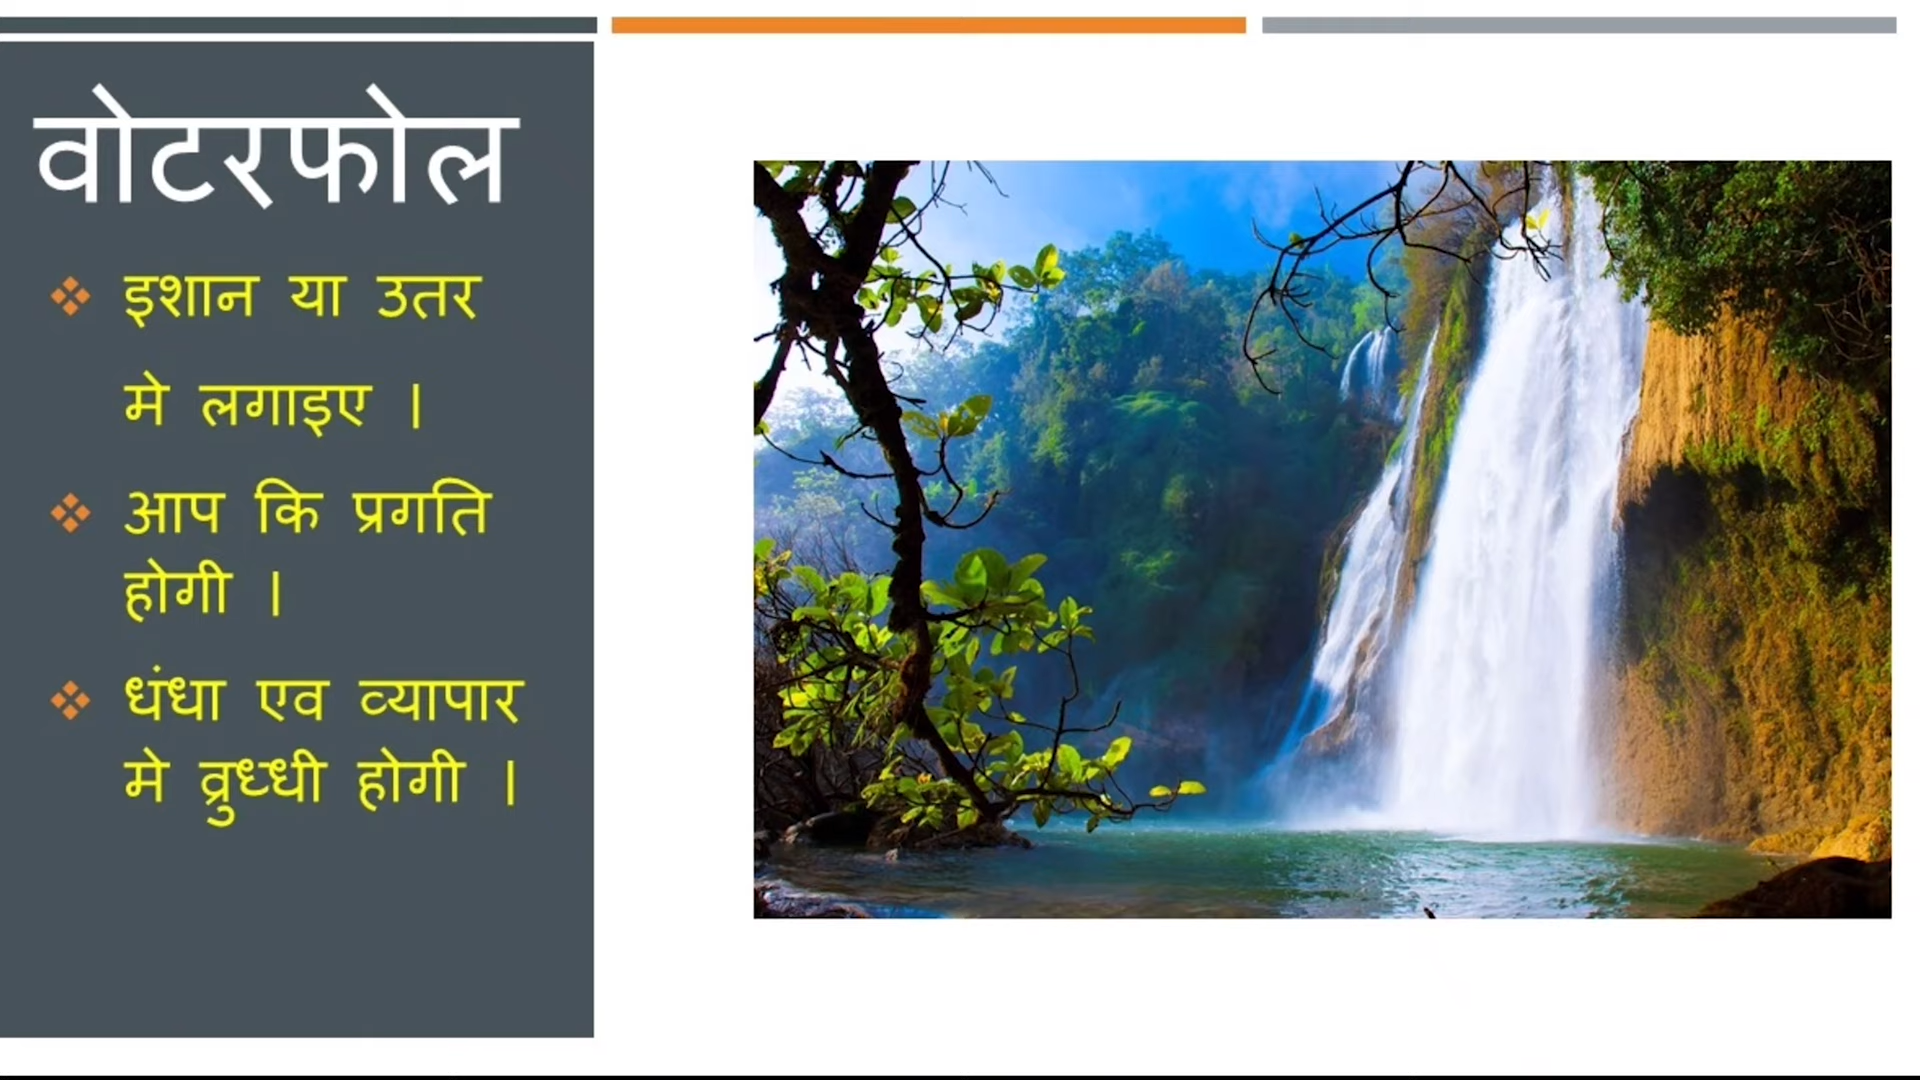 वोटरफोल
इशान या उतर
मे लगाइए ।
आप कि प्रगति
होगी ।
धंधा एव व्यापार
मे व्रुध्धी होगी ।